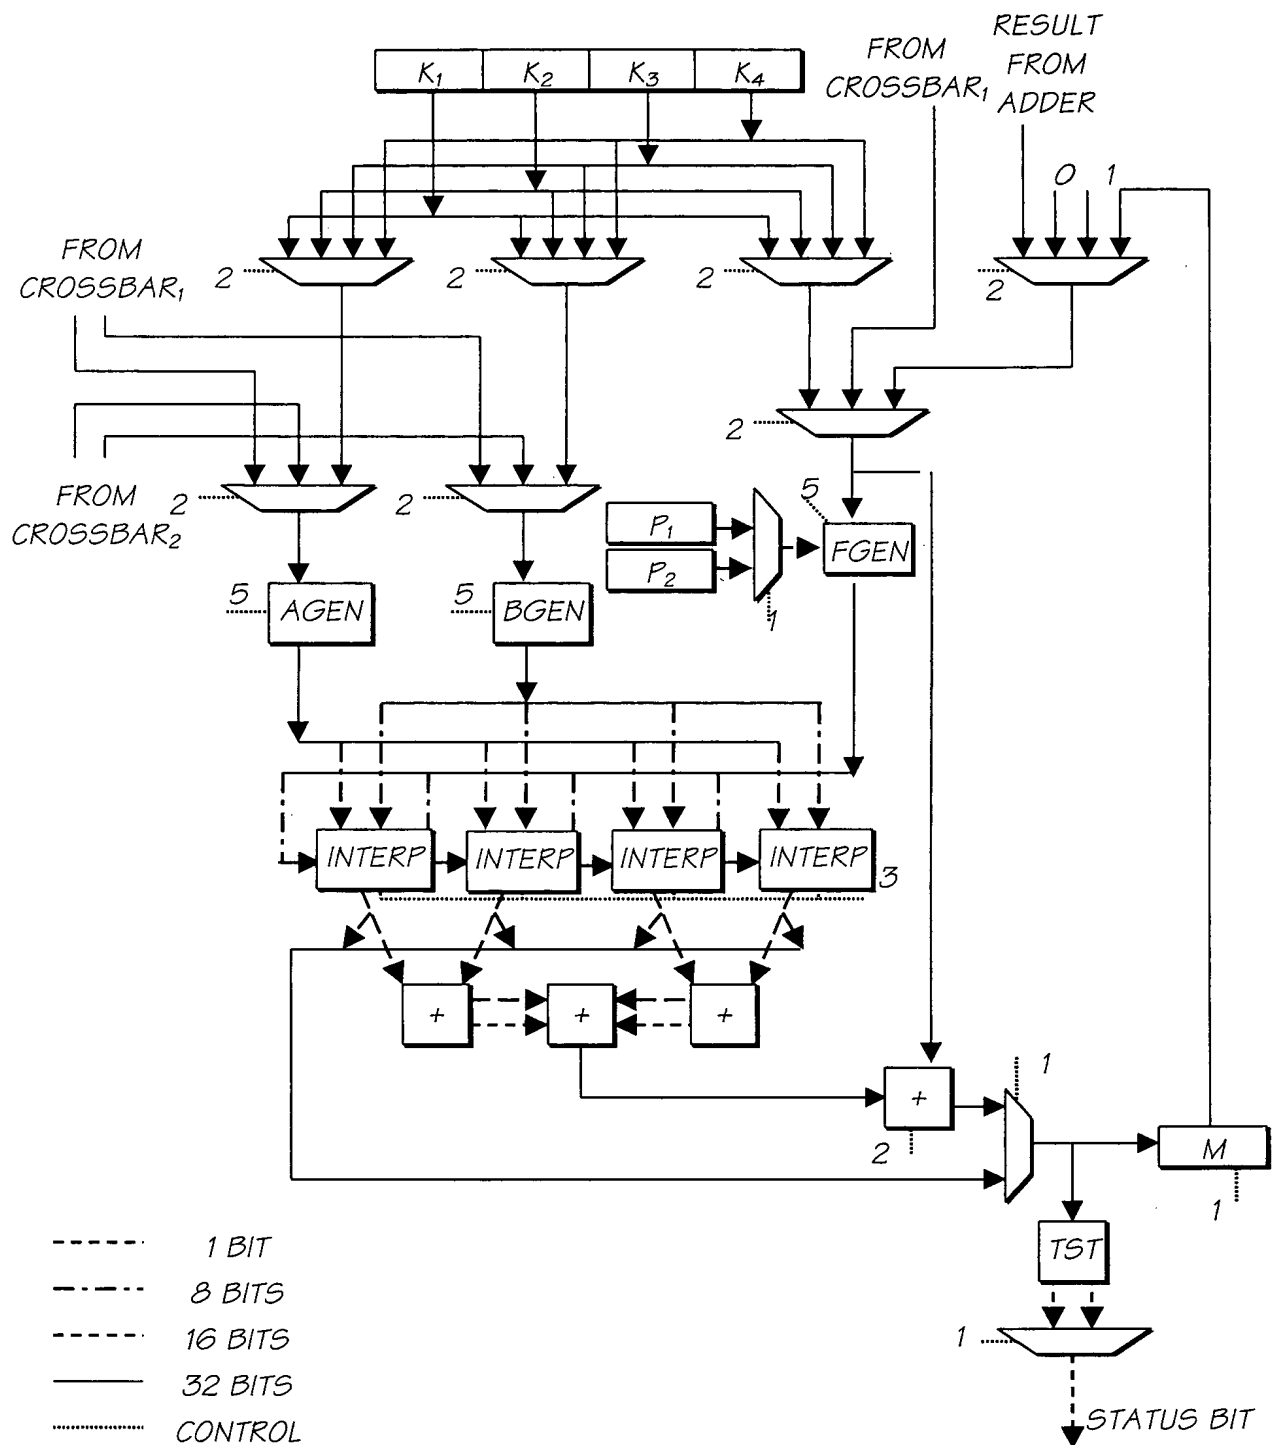 RESULT
FROM
ADDER
FROM
CROSSBAR1
K1 K2 K3 K4
0 1
FROM
CROSSBAR1
2 2 2 2
2
FROM
CROSSBAR2
2 2
P1
P2
5
FGEN
1
5 AGEN
5 BGEN
INTERP INTERP INTERP INTERP
3
+ + +
+
2
1
M
1
TST
1
STATUS BIT
1 BIT
8 BITS
16 BITS
32 BITS
CONTROL